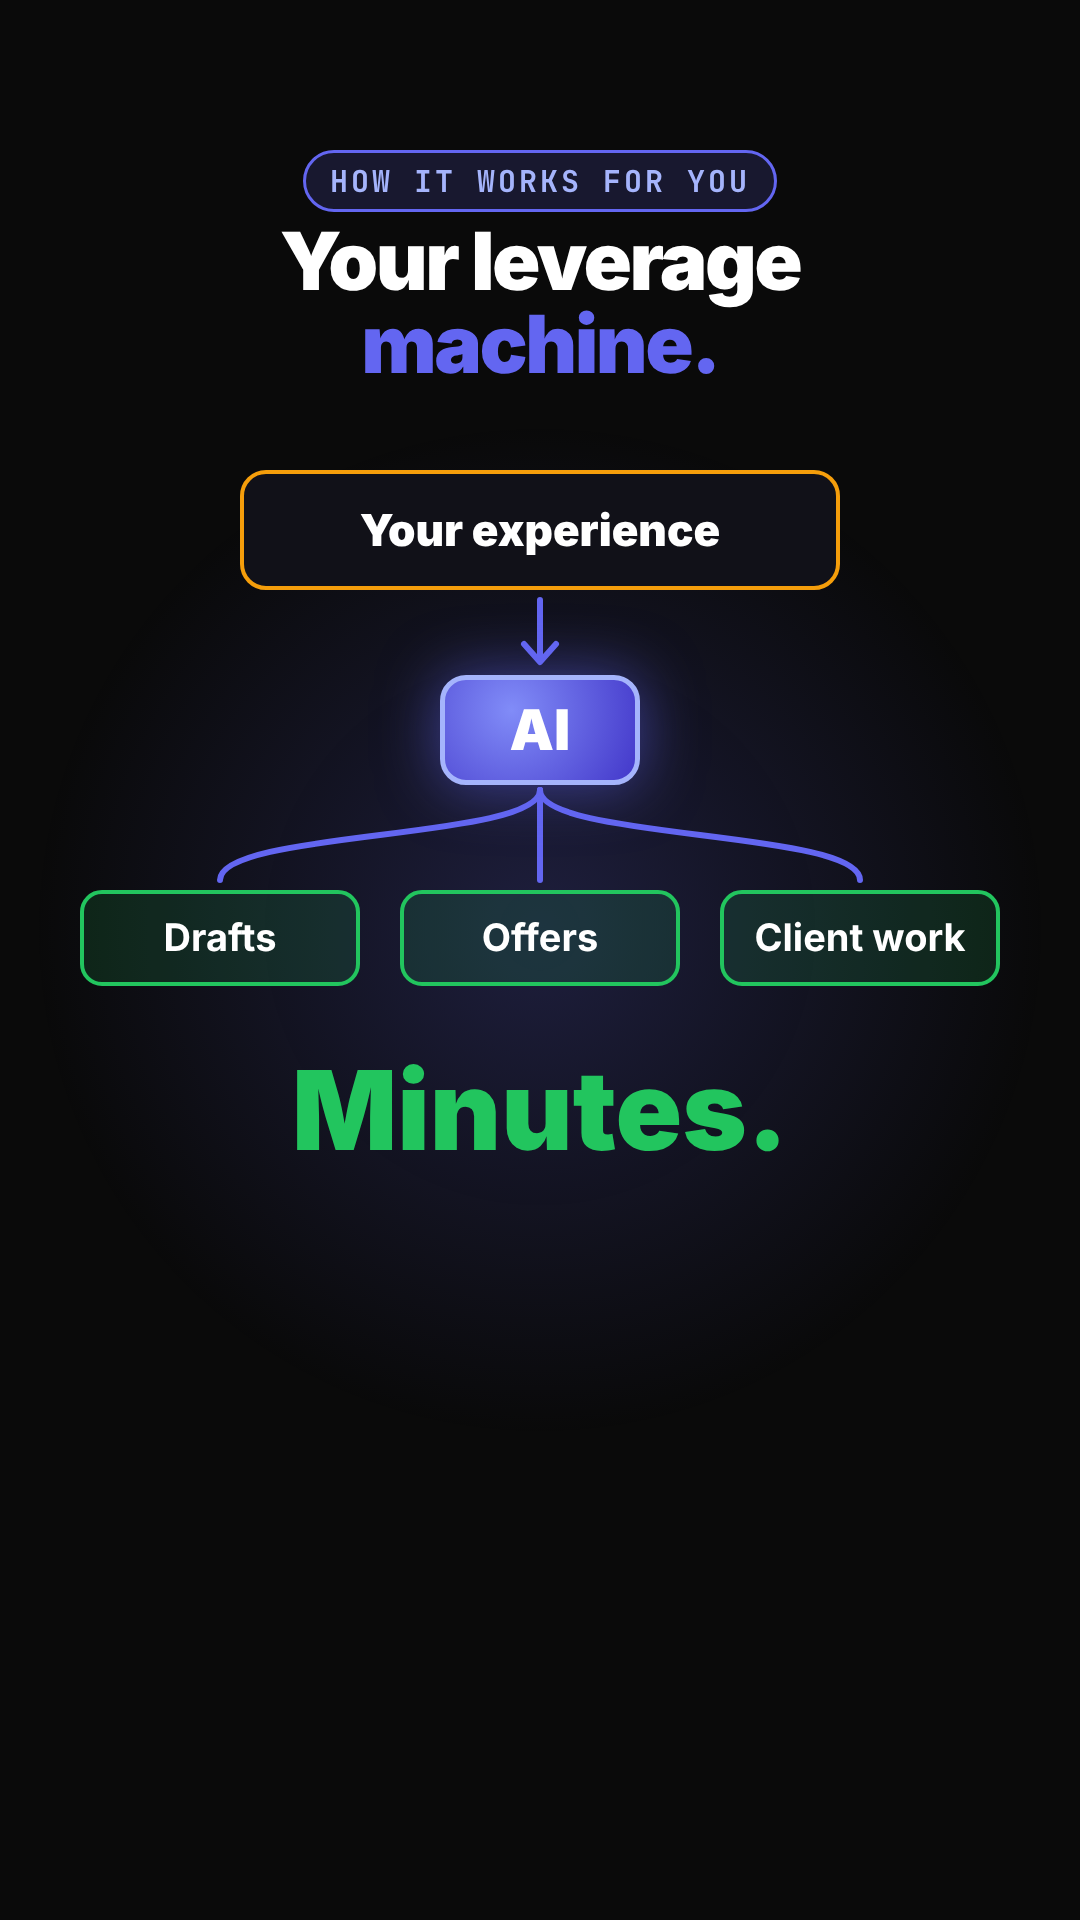 HOW IT WORKS FOR YOU
Your leverage
machine.
Your experience
AI
Drafts
Offers
Client work
Minutes.